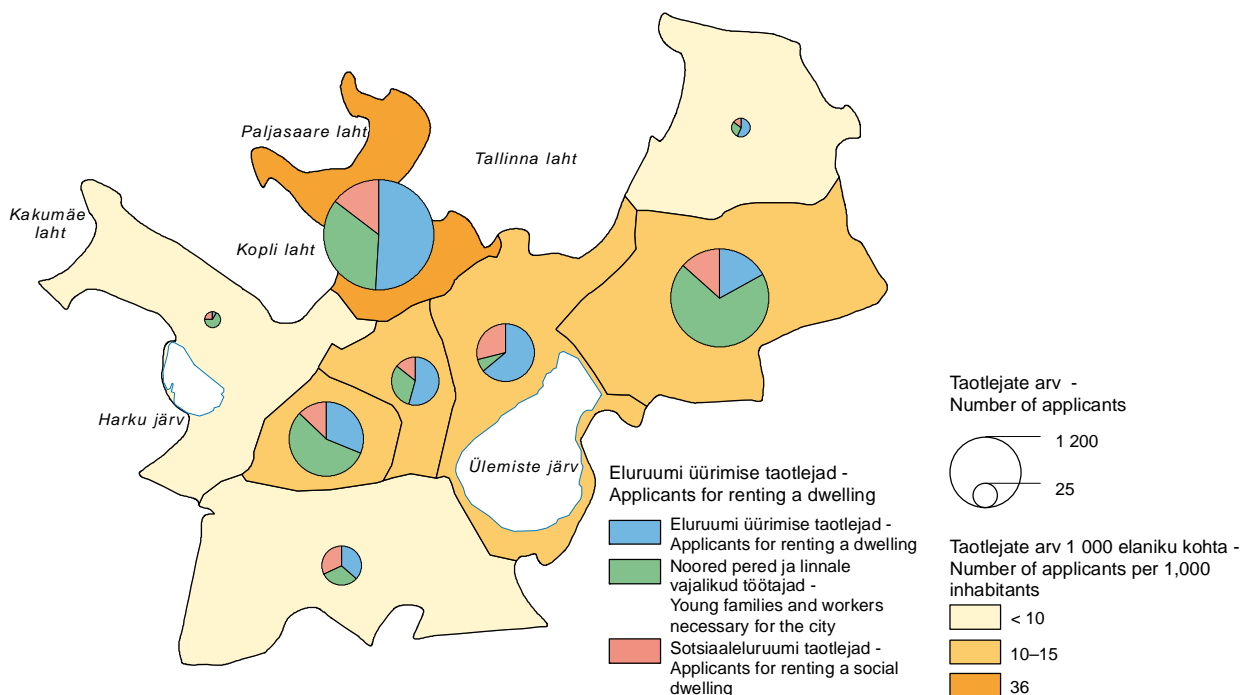 Paljasaare laht
Tallinna laht
Kakumäe
laht
Kopli laht
Harku järv
Ülemiste järv
Eluruumi üürimise taotlejad -
Applicants for renting a dwelling
Eluruumi üürimise taotlejad -
Applicants for renting a dwelling
Noored pered ja linnale
vajalikud töötajad -
Young families and workers
necessary for the city
Sotsiaaleluruumi taotlejad -
Applicants for renting a social
dwelling
Taotlejate arv -
Number of applicants
1 200
25
Taotlejate arv 1 000 elaniku kohta -
Number of applicants per 1,000
inhabitants
< 10
10–15
36